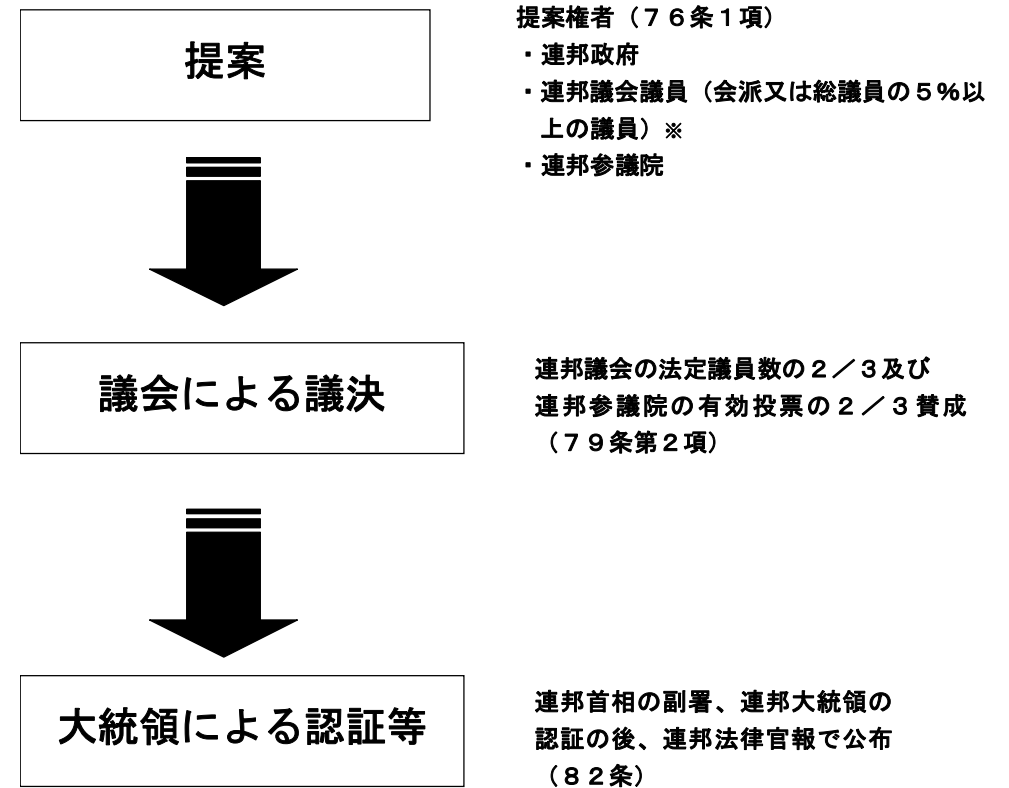 提案
提案権者（７６条１項）
・連邦政府
・連邦議会議員（会派又は総議員の５％以
上の議員）※
・連邦参議院
議会による議決
連邦議会の法定議員数の２／３及び
連邦参議院の有効投票の２／３賛成
（７９条第２項）
大統領による認証等
連邦首相の副署、連邦大統領の
認証の後、連邦法律官報で公布
（８２条）